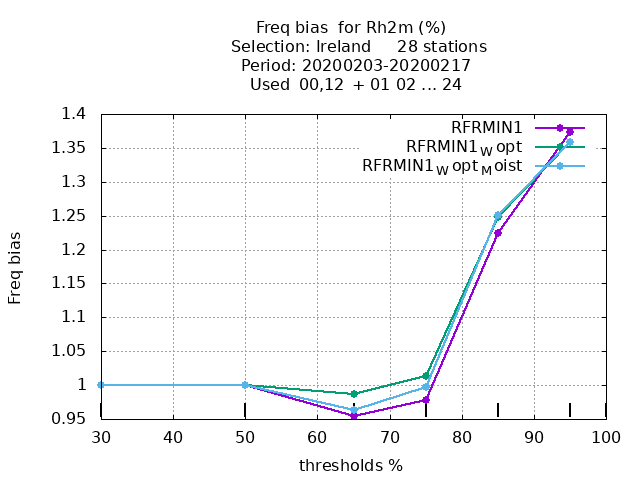 Freq bias for Rh2m (%)
Selection: Ireland 28 stations
Period: 20200203-20200217
Used 00,12 + 01 02 ... 24
1.4
1.35
1.3
1.25
1.2
1.15
1.1
1.05
1
0.95
Freq bias
RFRMIN1
RFRMIN1W opt
RFRMIN1W opt Moist
30 40 50 60 70 80 90 100
thresholds %